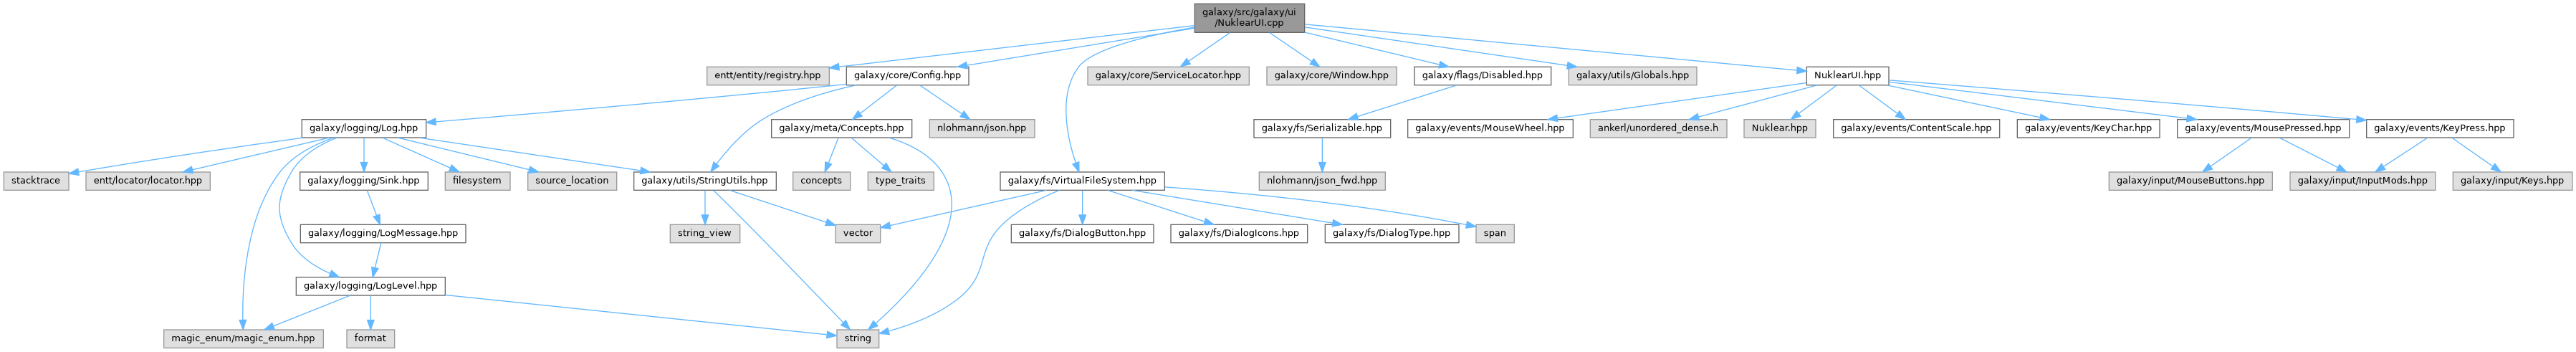 galaxy/src/galaxy/ui
/NuklearUI.cpp
entt/entity/registry.hpp
galaxy/core/Config.hpp
galaxy/core/ServiceLocator.hpp
galaxy/core/Window.hpp
galaxy/flags/Disabled.hpp
galaxy/utils/Globals.hpp
NuklearUI.hpp
galaxy/logging/Log.hpp
galaxy/meta/Concepts.hpp
nlohmann/json.hpp
galaxy/fs/Serializable.hpp
galaxy/events/MouseWheel.hpp
ankerl/unordered_dense.h
Nuklear.hpp
galaxy/events/ContentScale.hpp
galaxy/events/KeyChar.hpp
galaxy/events/MousePressed.hpp
galaxy/events/KeyPress.hpp
stacktrace
entt/locator/locator.hpp
galaxy/logging/Sink.hpp
filesystem
source_location
galaxy/utils/StringUtils.hpp
concepts
type_traits
galaxy/fs/VirtualFileSystem.hpp
nlohmann/json_fwd.hpp
galaxy/input/MouseButtons.hpp
galaxy/input/InputMods.hpp
galaxy/input/Keys.hpp
galaxy/logging/LogMessage.hpp
string_view
vector
galaxy/fs/DialogButton.hpp
galaxy/fs/DialogIcons.hpp
galaxy/fs/DialogType.hpp
span
galaxy/logging/LogLevel.hpp
magic_enum/magic_enum.hpp
format
string